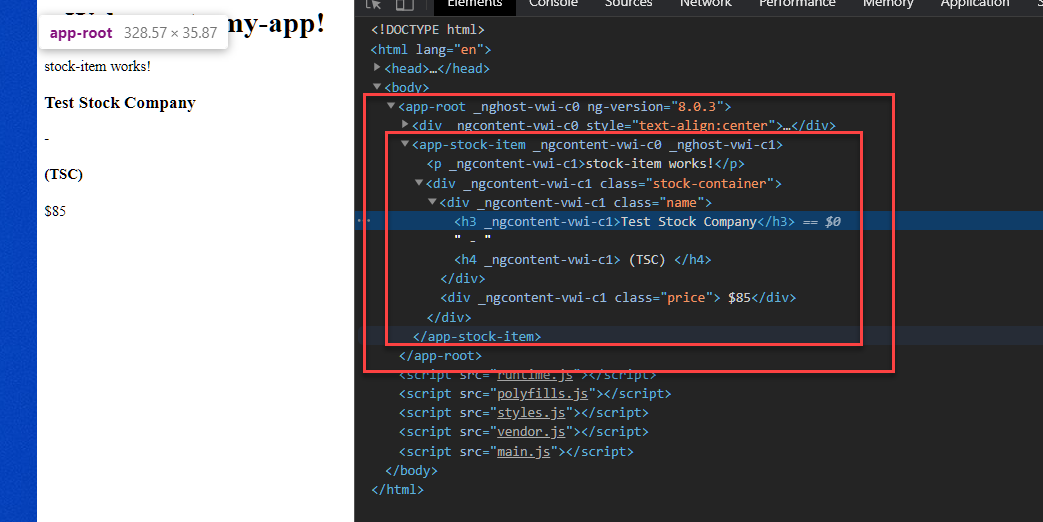 my-app!
app-root 328.57 × 35.87
stock-item works!
Test Stock Company
-
(TSC)
$85
Elements Console Sources Network Performance Memory Application
<!DOCTYPE html>
<html lang="en">
<head>…</head>
<body>
<app-root _nghost-vwi-c0 ng-version="8.0.3">
<div _ngcontent-vwi-c0 style="text-align:center">…</div>
<app-stock-item _ngcontent-vwi-c0 _nghost-vwi-c1>
<p _ngcontent-vwi-c1>stock-item works!</p>
<div _ngcontent-vwi-c1 class="stock-container">
<div _ngcontent-vwi-c1 class="name">
<h3 _ngcontent-vwi-c1>Test Stock Company</h3> == $0
" - "
<h4 _ngcontent-vwi-c1> (TSC) </h4>
</div>
<div _ngcontent-vwi-c1 class="price"> $85</div>
</div>
</app-stock-item>
</app-root>
<script src="runtime.js"></script>
<script src="polyfills.js"></script>
<script src="styles.js"></script>
<script src="vendor.js"></script>
<script src="main.js"></script>
</body>
</html>